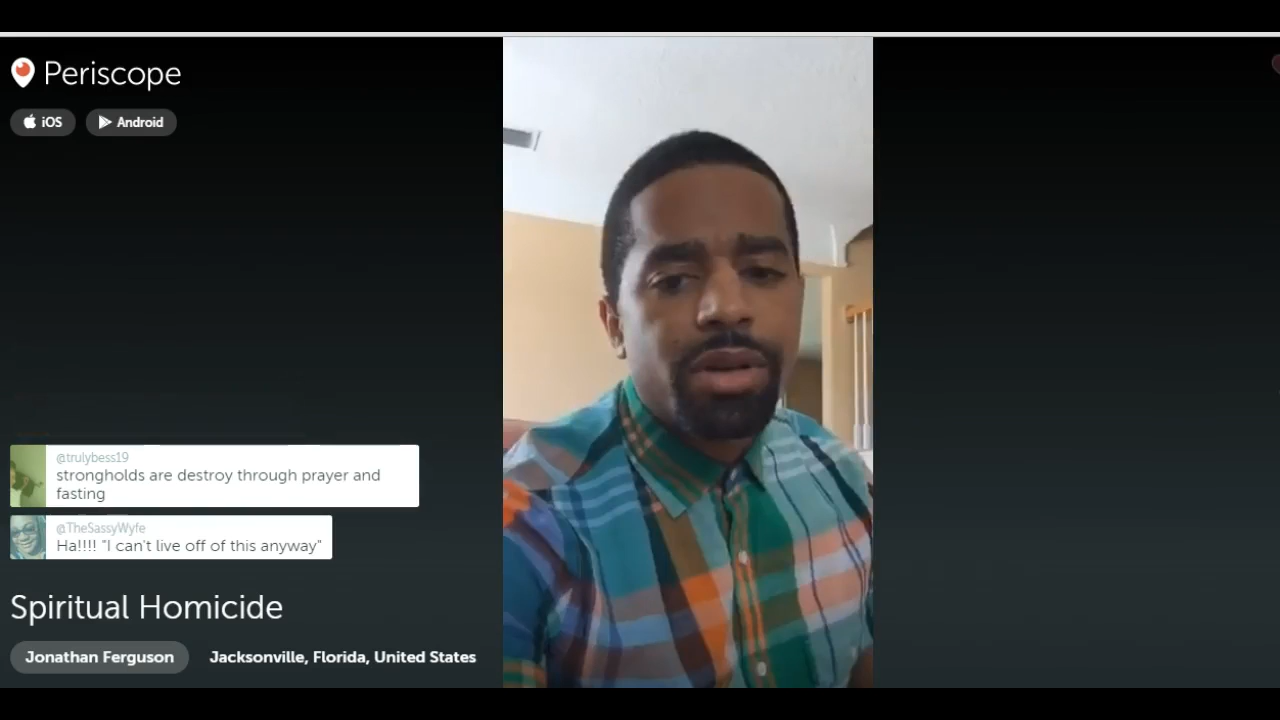 Periscope
iOS
Android
@trulybess19
strongholds are destroy through prayer and
fasting
@TheSassyWyfe
Ha!!!! "I can't live off of this anyway"
Spiritual Homicide
Jonathan Ferguson
Jacksonville, Florida, United States